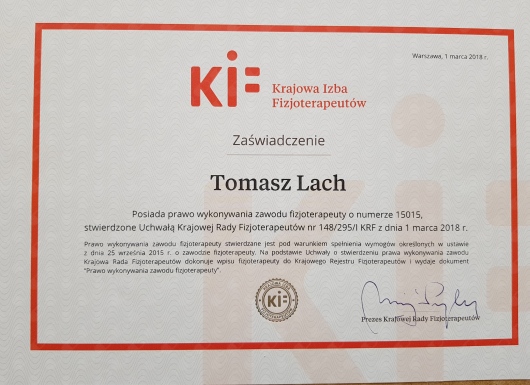 Warszawa, 1 marca 2018 r.
KIF
Krajowa Izba
Fizjoterapeutów
Zaświadczenie
Tomasz Lach
Posiada prawo wykonywania zawodu fizjoterapeuty o numerze 15015,
stwierdzone Uchwałą Krajowej Rady Fizjoterapeutów nr 148/295/I KRF z dnia 1 marca 2018 r.
Prawo wykonywania zawodu fizjoterapeuty stwierdzane jest pod warunkiem spełnienia wymogów określonych w ustawie
z dnia 25 września 2015 r. o zawodzie fizjoterapeuty. Na podstawie Uchwały o stwierdzeniu prawa wykonywania zawodu
Krajowa Rada Fizjoterapeutów dokonuje wpisu fizjoterapeuty do Krajowego Rejestru Fizjoterapeutów i wydaje dokument
"Prawo wykonywania zawodu fizjoterapeuty".
KIF
Prezes Krajowej Rady Fizjoterapeutów